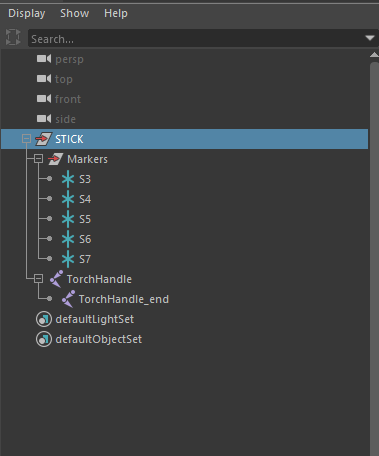 Display Show Help
Search...
persp
top
front
side
STICK
Markers
S3
S4
S5
S6
S7
TorchHandle
TorchHandle_end
defaultLightSet
defaultObjectSet